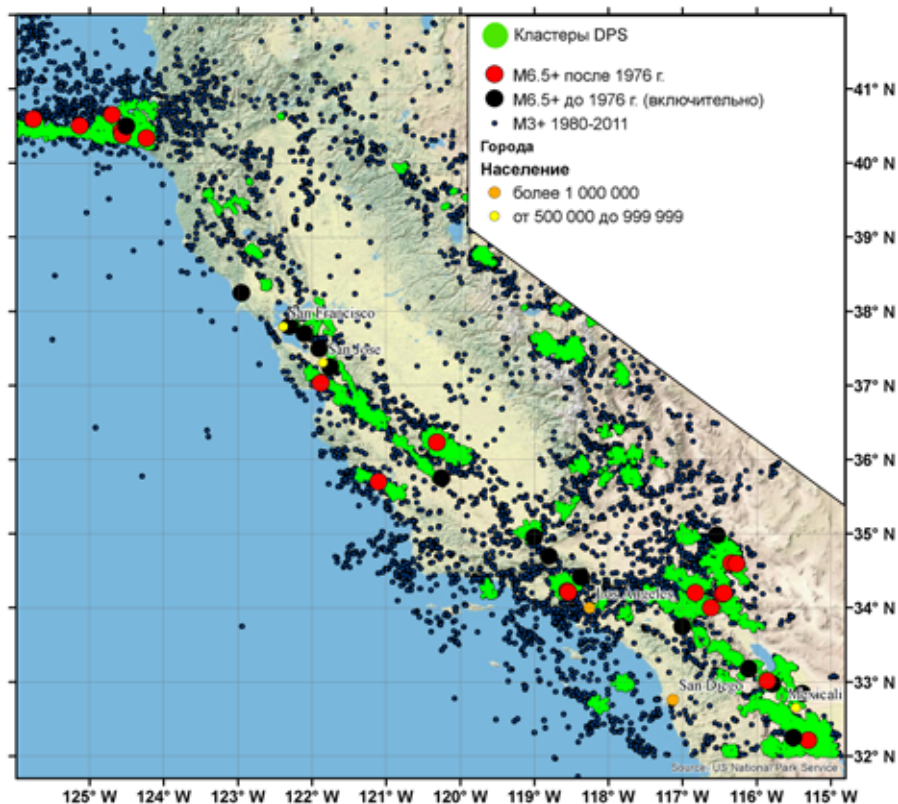 Кластеры DPS
М6.5+ после 1976 г.
М6.5+ до 1976 г. (включительно)
М3+ 1980-2011
Города
Население
более 1 000 000
от 500 000 до 999 999
41° N
40° N
39° N
38° N
San Francisco
San Jose
37° N
36° N
35° N
Los Angeles
34° N
33° N
San Diego
Mexicali
32° N
Source: US National Park Service
125° W 124° W 123° W 122° W 121° W 120° W 119° W 118° W 117° W 116° W 115° W